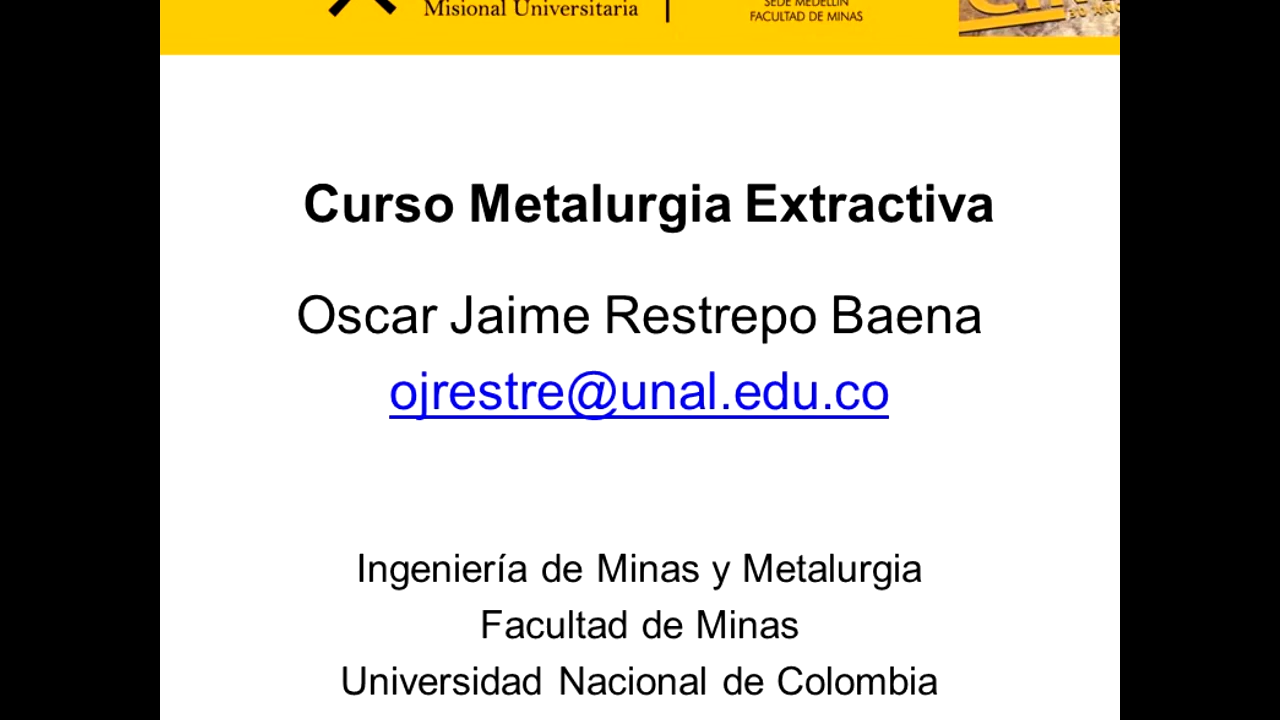 Misional Universitaria
SEDE MEDELLÍN
FACULTAD DE MINAS
Curso Metalurgia Extractiva
Oscar Jaime Restrepo Baena
ojrestre@unal.edu.co
Ingeniería de Minas y Metalurgia
Facultad de Minas
Universidad Nacional de Colombia